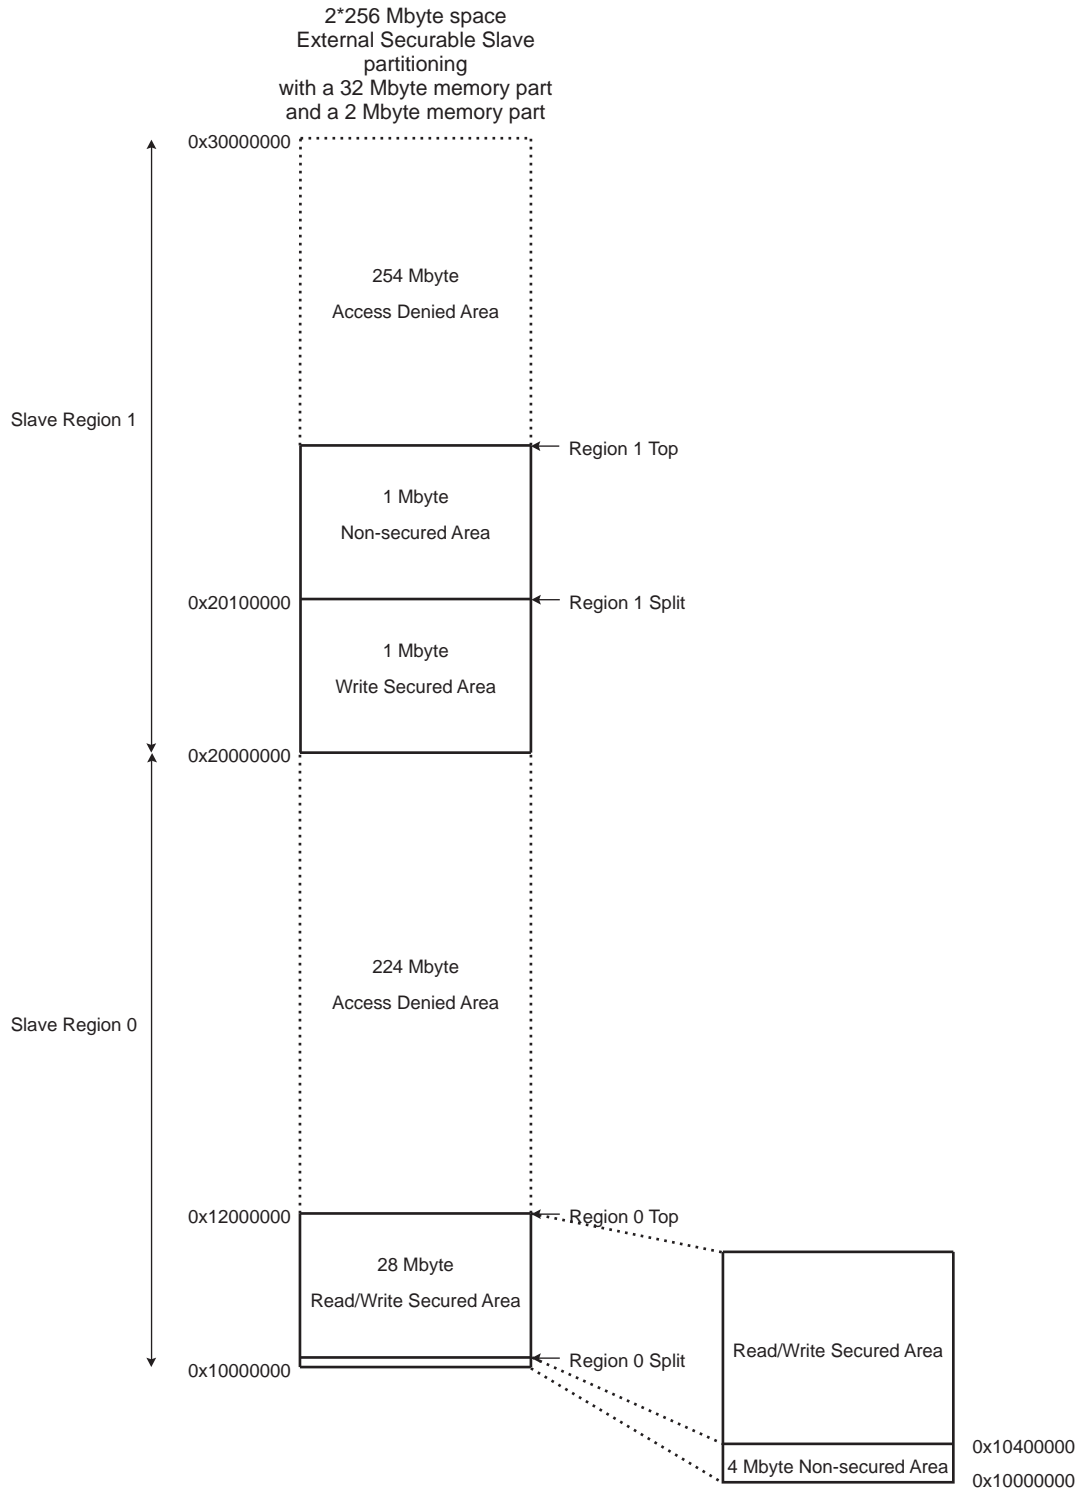 2*256 Mbyte space
External Securable Slave
partitioning
with a 32 Mbyte memory part
and a 2 Mbyte memory part
0x30000000
254 Mbyte
Access Denied Area
Slave Region 1
Region 1 Top
1 Mbyte
Non-secured Area
0x20100000
Region 1 Split
1 Mbyte
Write Secured Area
0x20000000
224 Mbyte
Access Denied Area
Slave Region 0
0x12000000
Region 0 Top
28 Mbyte
Read/Write Secured Area
Region 0 Split
0x10000000
Read/Write Secured Area
0x10400000
4 Mbyte Non-secured Area
0x10000000